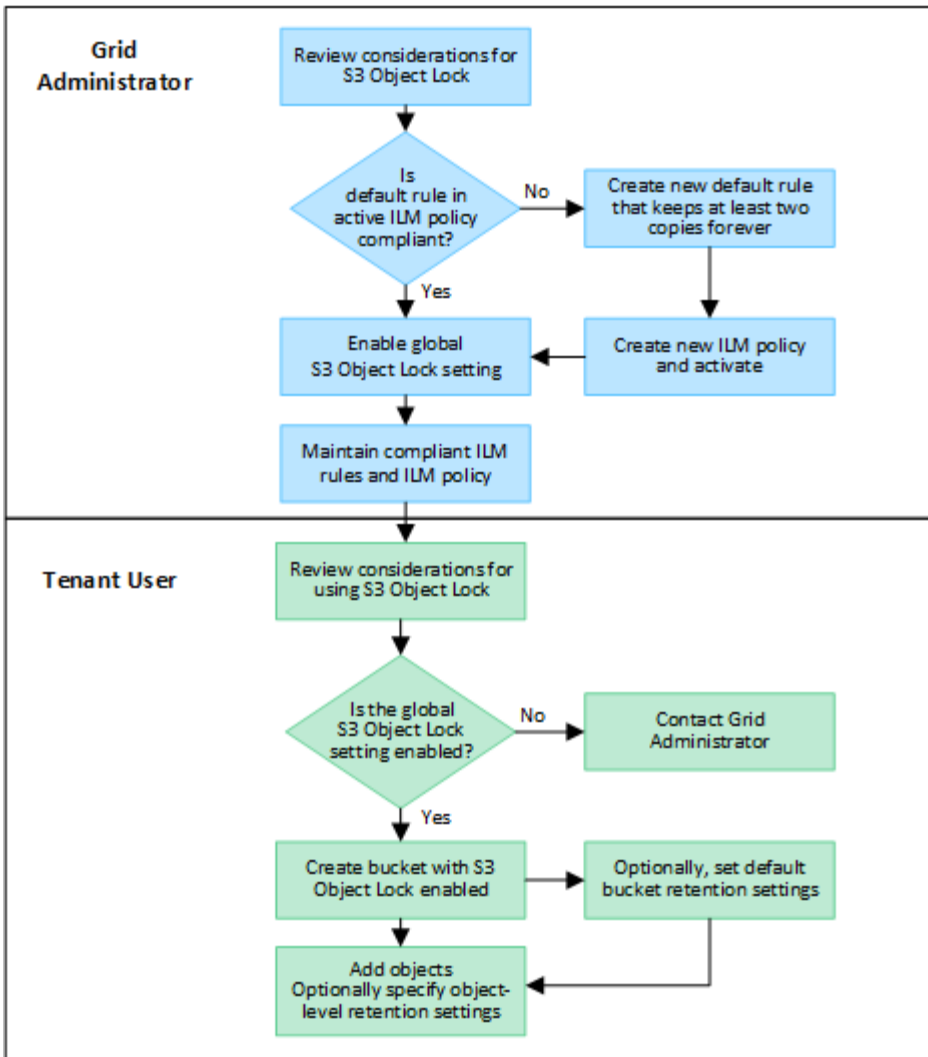 Grid
Administrator
Review considerations for
S3 Object Lock
Is
default rule in
active ILM policy
compliant?
No
Create new default rule
that keeps at least two
copies forever
Yes
Enable global
S3 Object Lock setting
Create new ILM policy
and activate
Maintain compliant ILM
rules and ILM policy
Tenant User
Review considerations for
using S3 Object Lock
Is the global
S3 Object Lock
setting enabled?
No
Contact Grid
Administrator
Yes
Create bucket with S3
Object Lock enabled
Optionally, set default
bucket retention settings
Add objects
Optionally specify object-
level retention settings